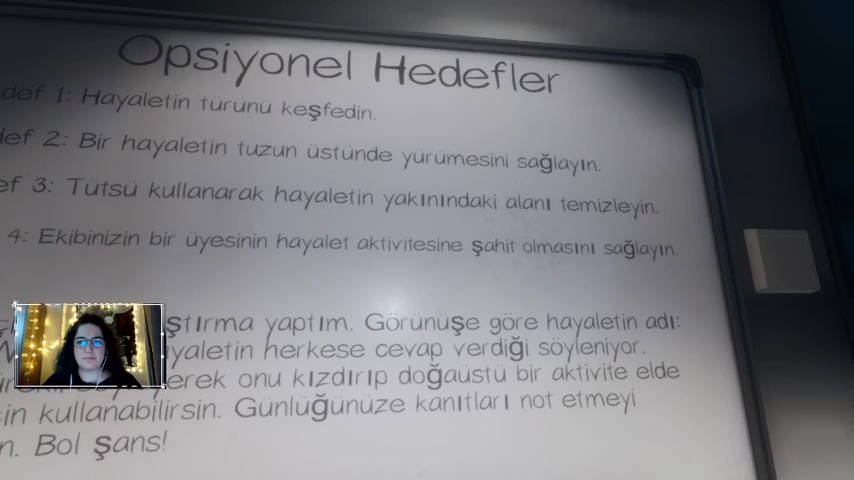 Opsiyonel Hedefler
def 1: Hayaletin türünü keşfedin.
def 2: Bir hayaletin tuzun üstünde yürümesini sağlayın.
ef 3: Tütsü kullanarak hayaletin yakınındaki alanı temizleyin.
4: Ekibinizin bir üyesinin hayalet aktivitesine şahit olmasını sağlayın.
ştırma yaptım. Görünüşe göre hayaletin adı:
yaletin herkese cevap verdiği söyleniyor.
erek onu kızdırıp doğaüstü bir aktivite elde
in kullanabilirsin. Günlüğünüze kanıtları not etmeyi
n. Bol şans!